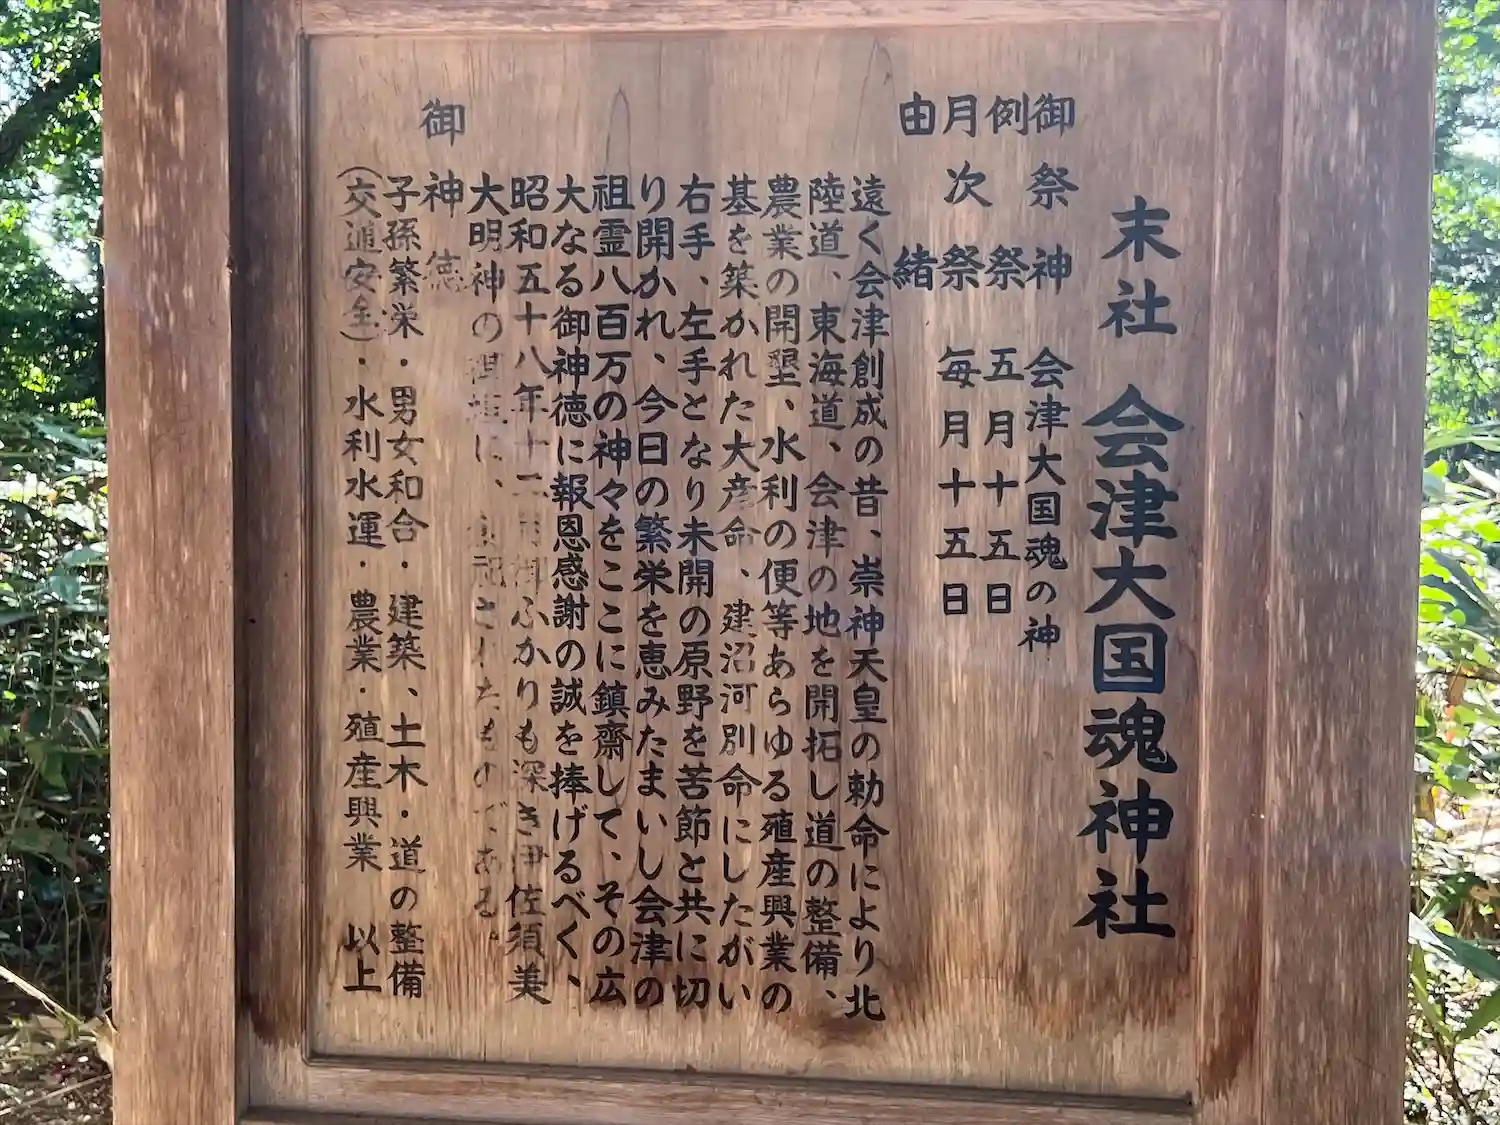 末社 会津大国魂神社
御祭神 会津大国魂の神
例祭 五月十五日
月次祭 毎月十五日
由緒
遠く会津創成の昔、崇神天皇の勅命により北
陸道、東海道、会津の地を開拓し道の整備、
農業の開墾、水利の便等あらゆる殖産興業の
基を築かれた大彦命、建沼河別命にしたがい
右手、左手となり未開の原野を苦節と共に切
り開かれ、今日の繁栄を恵みたまいし会津の
祖霊八百万の神々をここに鎮齋して、その広
大なる御神徳に報恩感謝の誠を捧げるべく、
昭和五十八年十二月御ふかりも深き伊佐須美
大明神の に、 祀されたものである。
御神徳
子孫繁栄・男女和合・建築、土木・道の整備
(交通安全)・水利水運・農業・殖産興業 以上